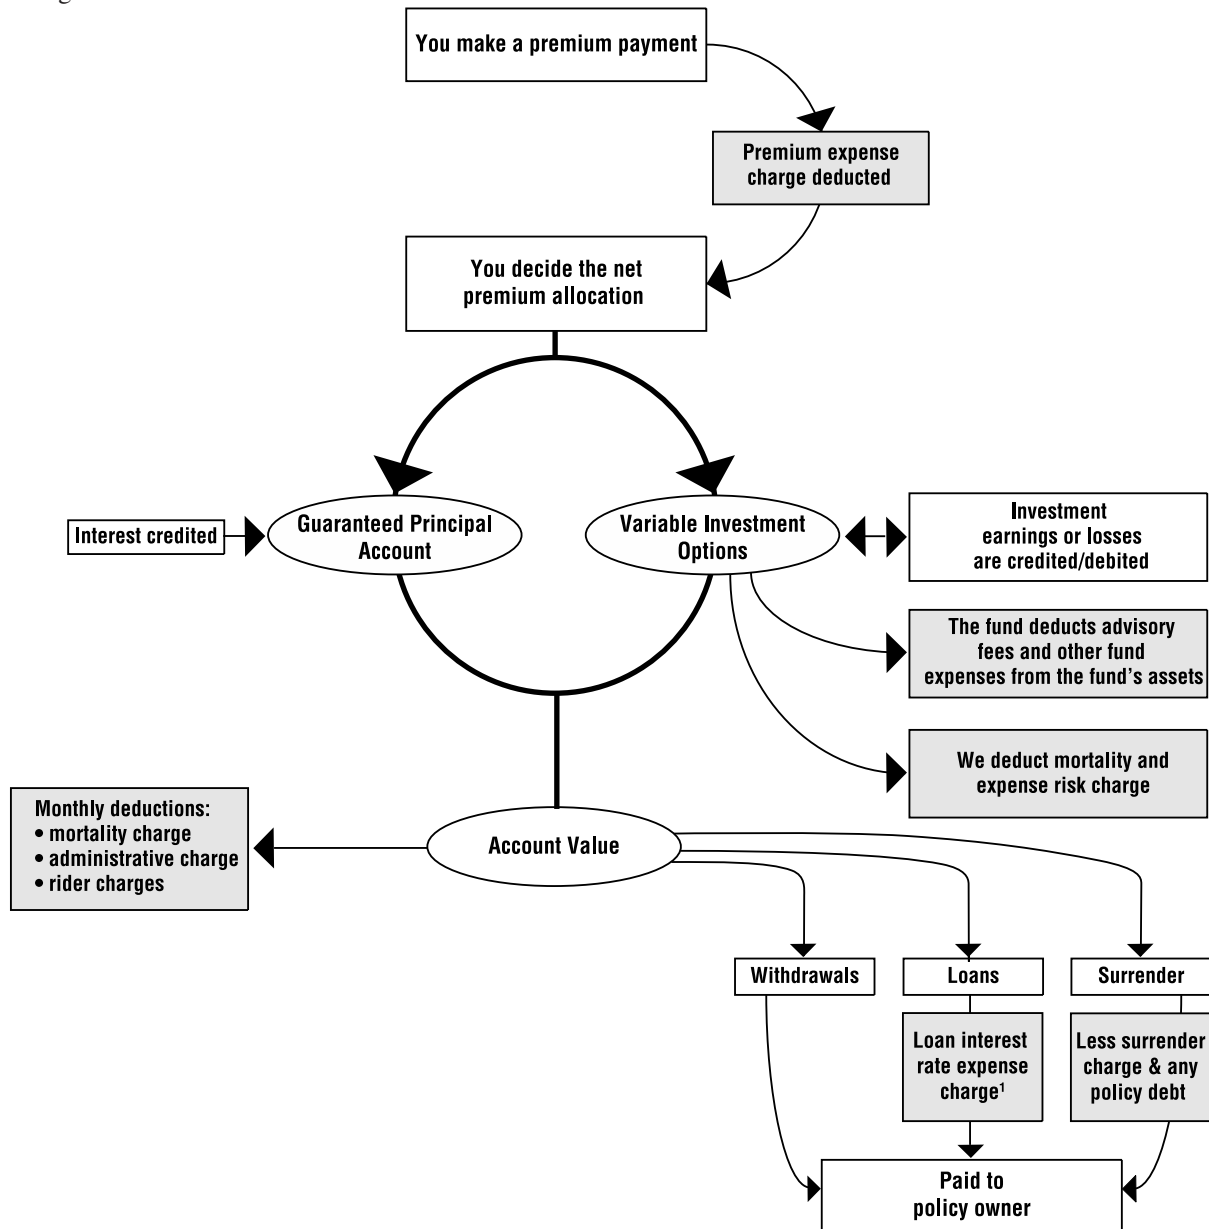 You make a premium payment
Premium expense
charge deducted
You decide the net
premium allocation
Interest credited
Guaranteed Principal
Account
Variable Investment
Options
Investment
earnings or losses
are credited/debited
The fund deducts advisory
fees and other fund
expenses from the fund's assets
We deduct mortality and
expense risk charge
Monthly deductions:
• mortality charge
• administrative charge
• rider charges
Account Value
Withdrawals
Loans
Surrender
Loan interest
rate expense
charge¹
Less surrender
charge & any
policy debt
Paid to
policy owner